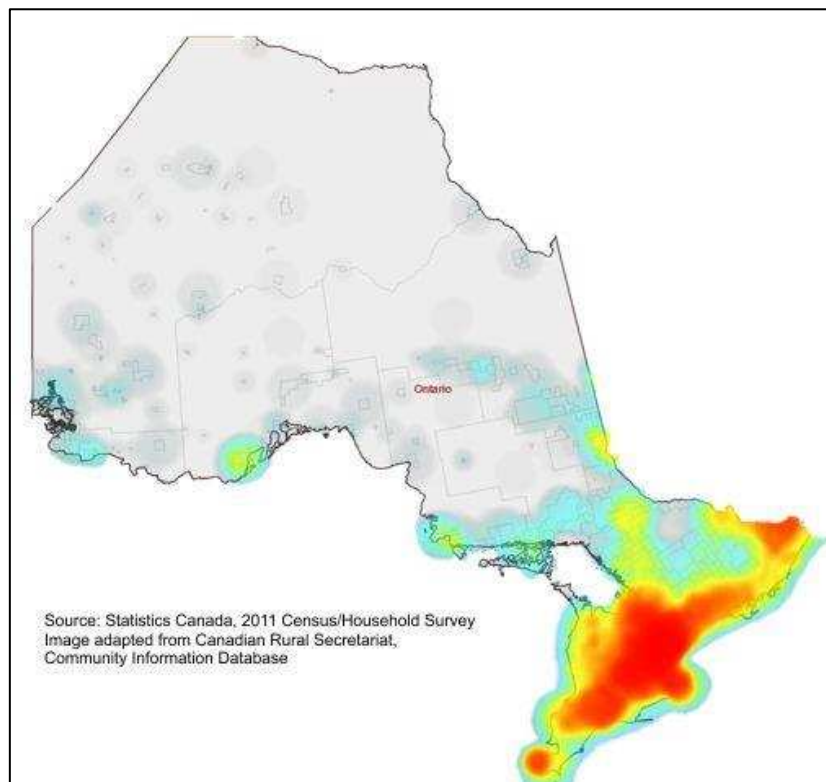 Ontario
Source: Statistics Canada, 2011 Census/Household Survey
Image adapted from Canadian Rural Secretariat,
Community Information Database